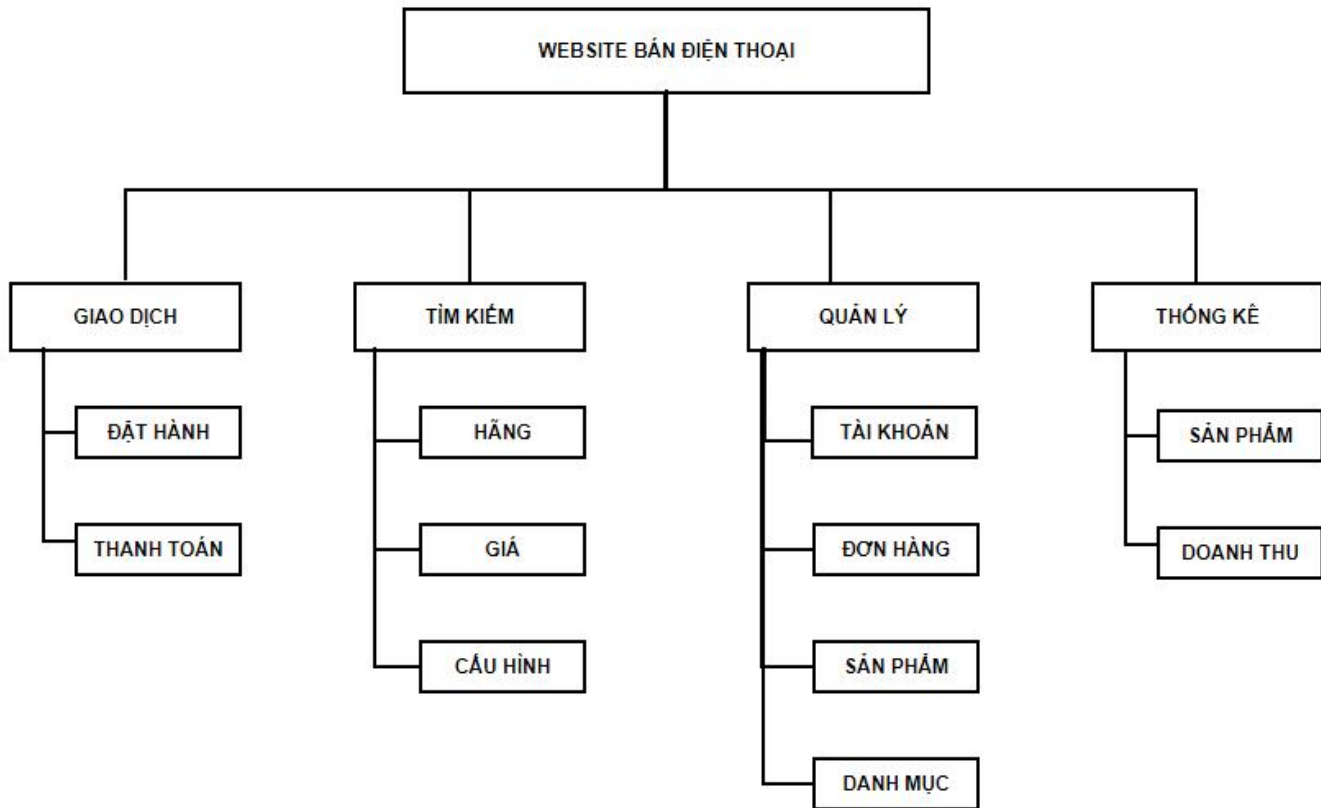 WEBSITE BÁN ĐIỆN THOẠI
GIAO DỊCH
ĐẶT HÀNH
THANH TOÁN
TÌM KIẾM
HÃNG
GIÁ
CẤU HÌNH
QUẢN LÝ
TÀI KHOẢN
ĐƠN HÀNG
SẢN PHẨM
DANH MỤC
THỐNG KÊ
SẢN PHẨM
DOANH THU